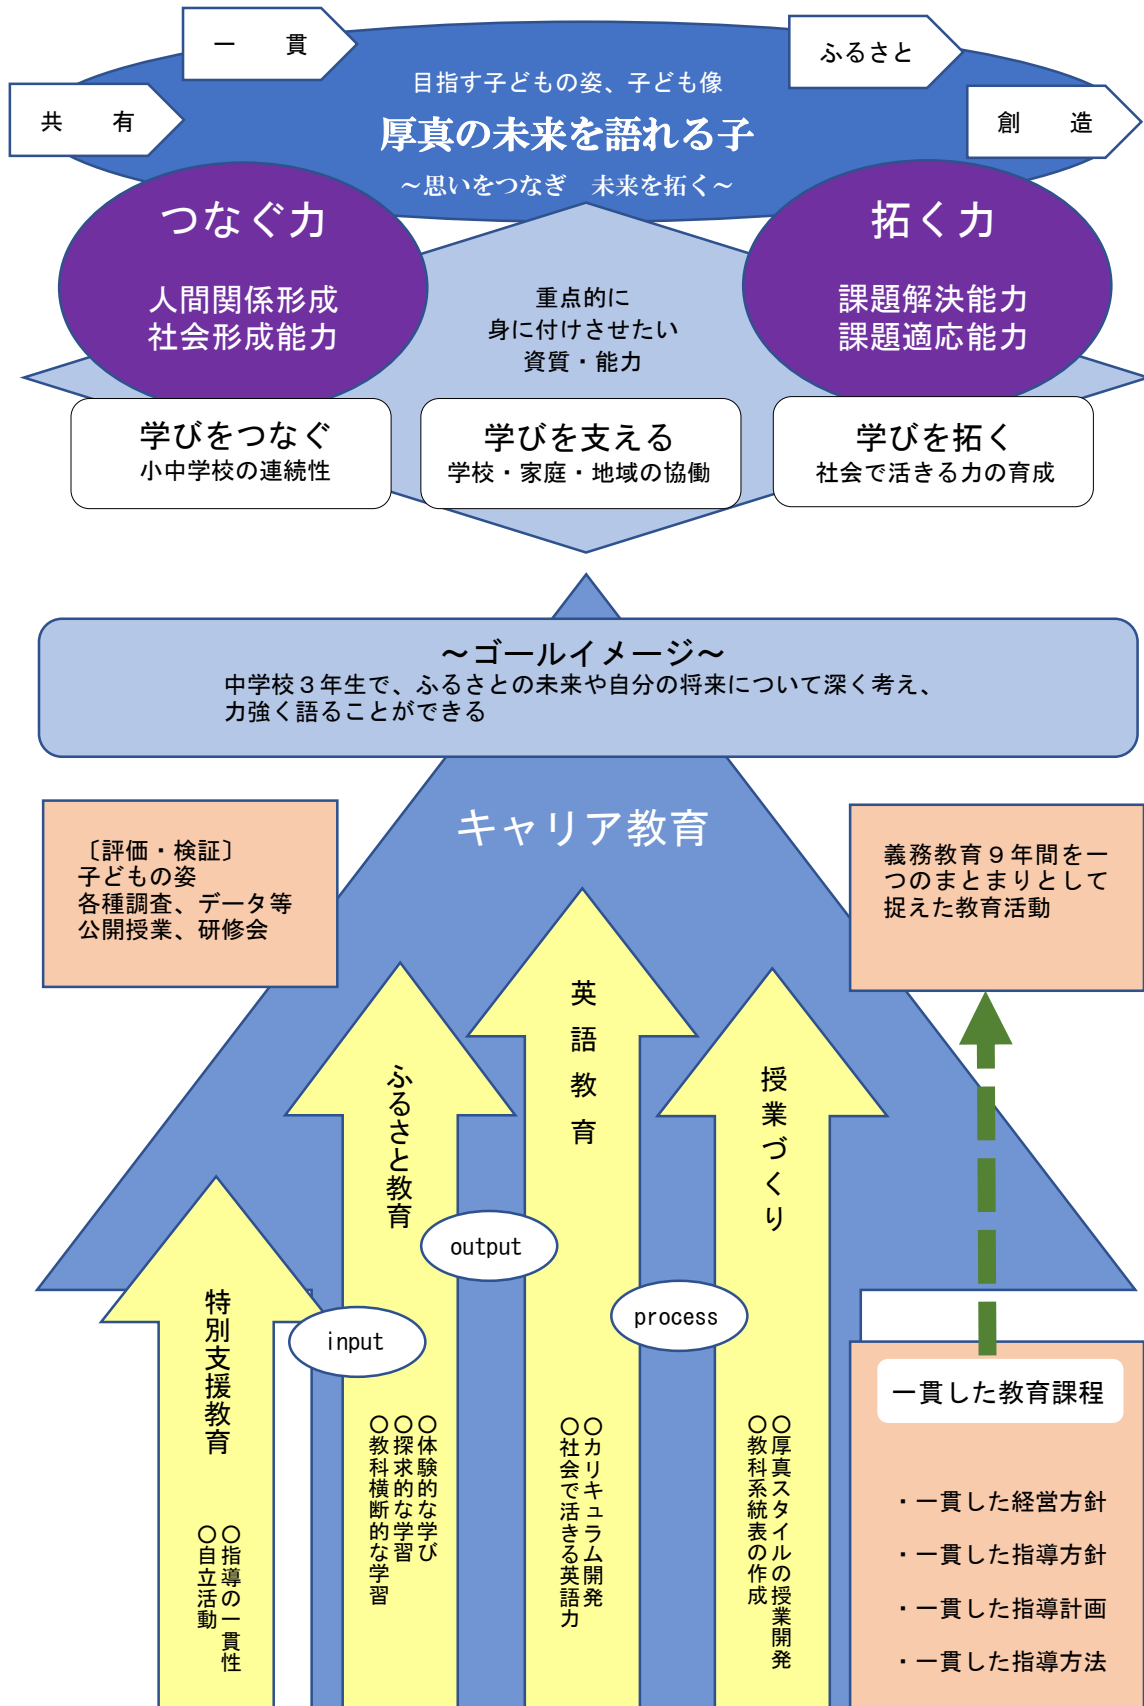 一　貫
ふるさと
共　有
創　造
目指す子どもの姿、子ども像
厚真の未来を語れる子
～思いをつなぎ　未来を拓く～
つなぐ力
人間関係形成
社会形成能力
拓く力
課題解決能力
課題適応能力
重点的に
身に付けさせたい
資質・能力
学びをつなぐ
小中学校の連続性
学びを支える
学校・家庭・地域の協働
学びを拓く
社会で活きる力の育成
～ゴールイメージ～
中学校３年生で、ふるさとの未来や自分の将来について深く考え、
力強く語ることができる
キャリア教育
〔評価・検証〕
子どもの姿
各種調査、データ等
公開授業、研修会
義務教育９年間を一
つのまとまりとして
捉えた教育活動
特別支援教育
○指導の一貫性
○自立活動
input
ふるさと教育
○体験的な学び
○探求的な学習
○教科横断的な学習
output
英語教育
○カリキュラム開発
○社会で活きる英語力
process
授業づくり
○厚真スタイルの授業開発
○教科系統表の作成
一貫した教育課程
・一貫した経営方針
・一貫した指導方針
・一貫した指導計画
・一貫した指導方法